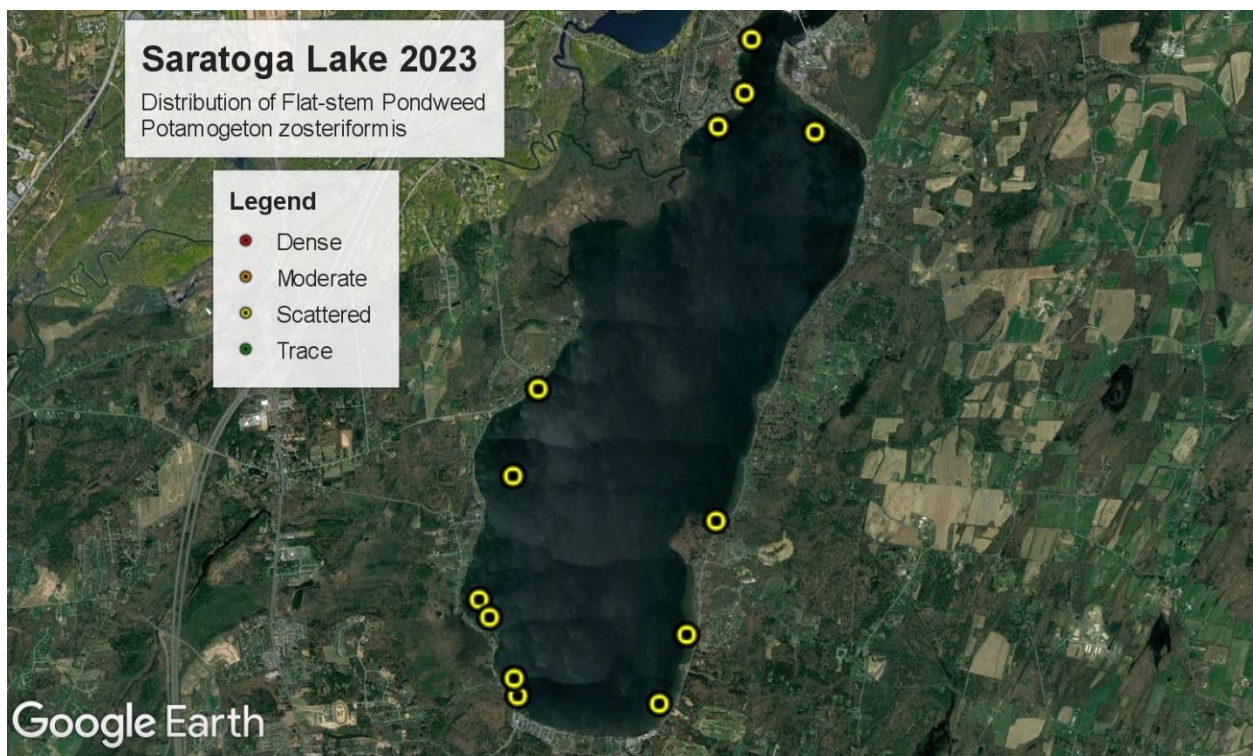 Saratoga Lake 2023
Distribution of Flat-stem Pondweed
Potamogeton zosteriformis
Legend
Dense
Moderate
Scattered
Trace
Google Earth